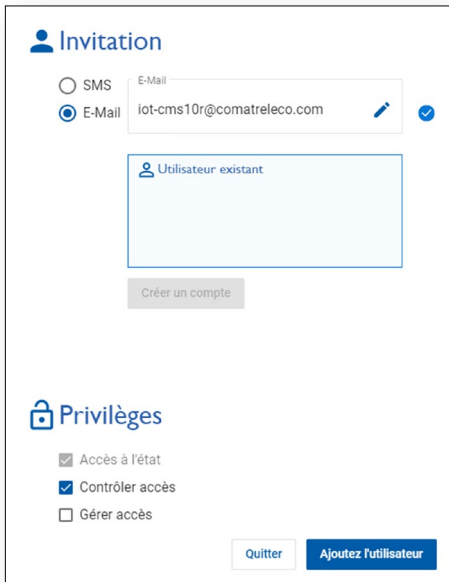 Invitation
SMS
E-Mail
E-Mail
iot-cms10r@comatreleco.com
Utilisateur existant
Créer un compte
Privilèges
Accès à l'état
Contrôler accès
Gérer accès
Quitter
Ajoutez l'utilisateur